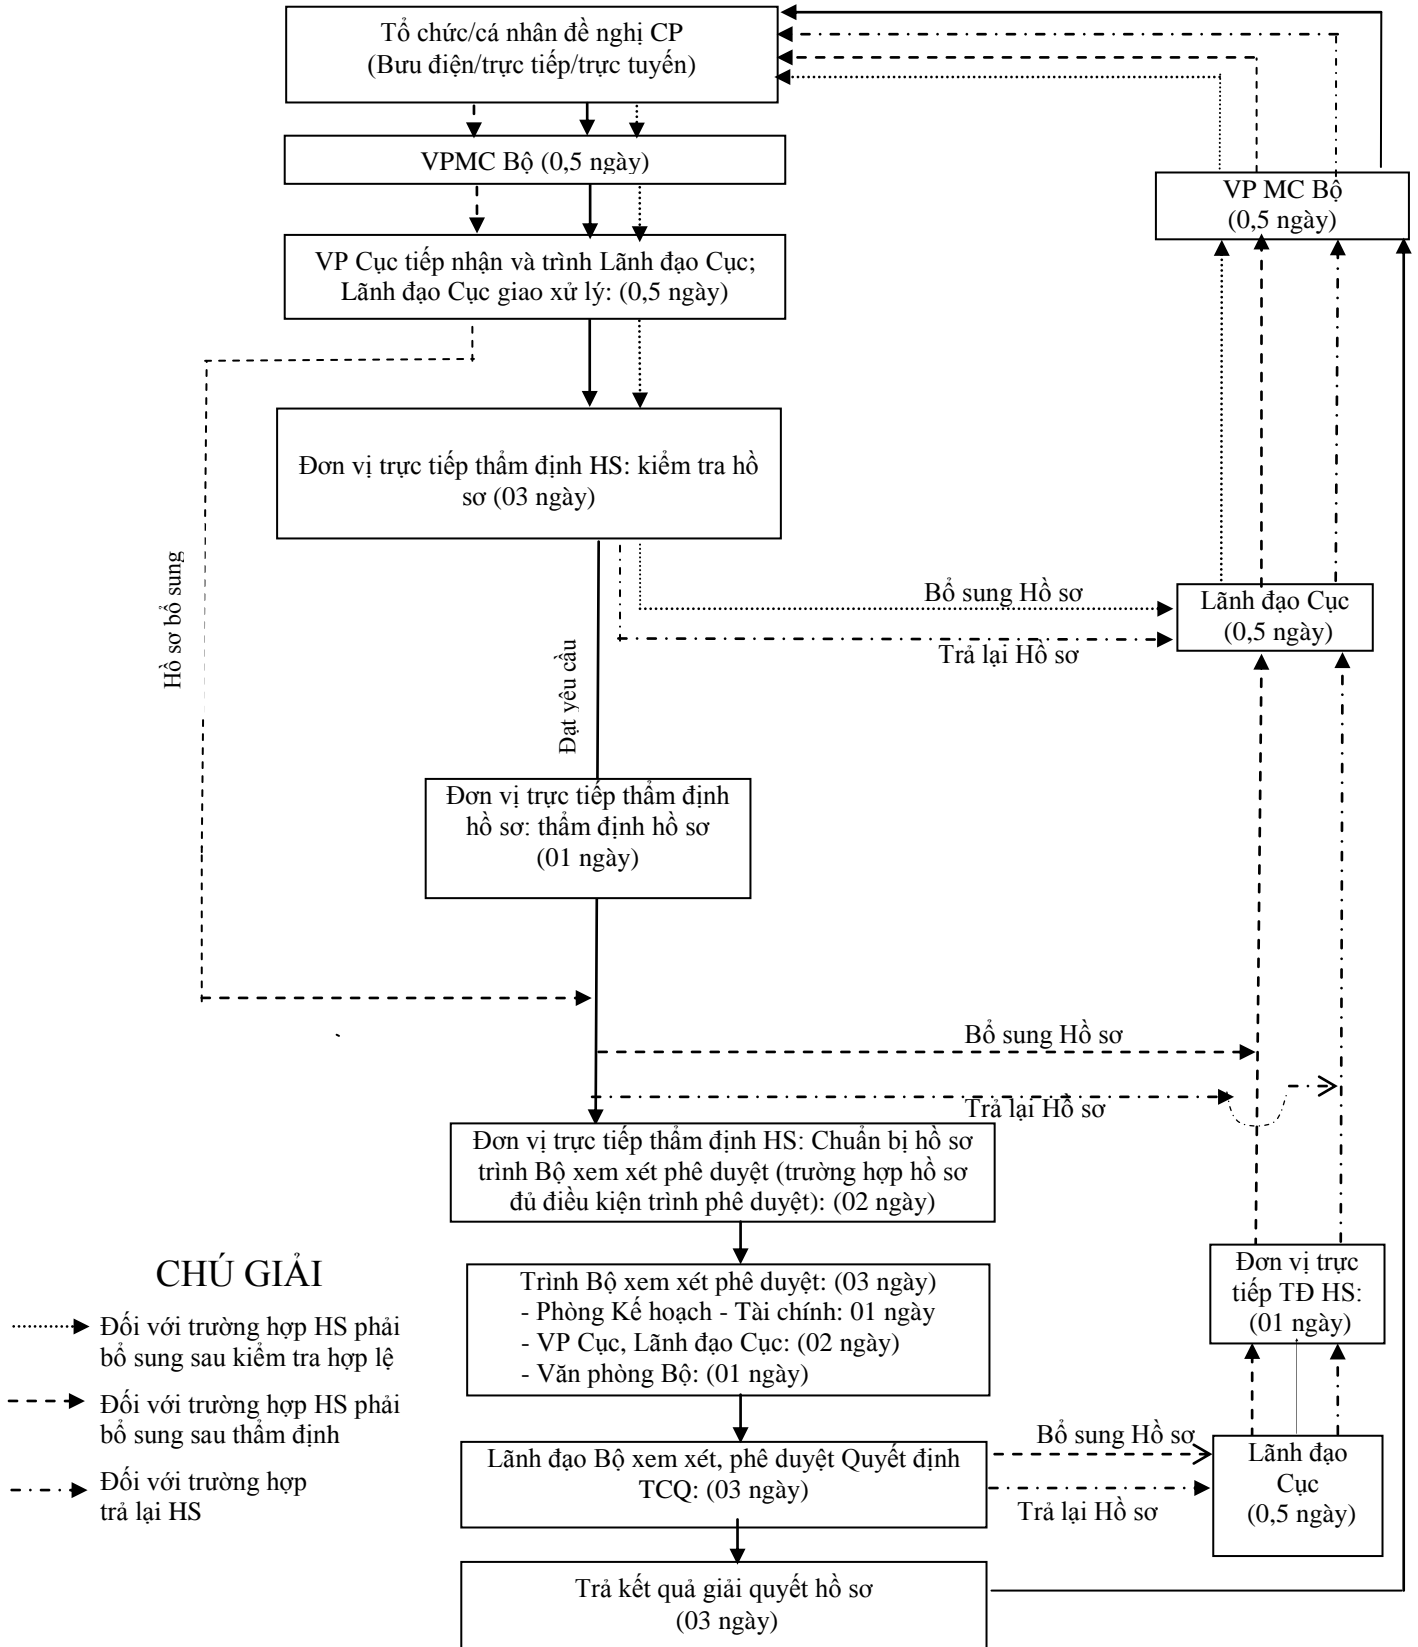 Tổ chức/cá nhân đề nghị CP
(Bưu điện/trực tiếp/trực tuyến)
VPMC Bộ (0,5 ngày)
VP MC Bộ
(0,5 ngày)
VP Cục tiếp nhận và trình Lãnh đạo Cục;
Lãnh đạo Cục giao xử lý: (0,5 ngày)
Đơn vị trực tiếp thẩm định HS: kiểm tra hồ
sơ (03 ngày)
Hồ sơ bổ sung
Bổ sung Hồ sơ
Trả lại Hồ sơ
Lãnh đạo Cục
(0,5 ngày)
Đạt yêu cầu
Đơn vị trực tiếp thẩm định
hồ sơ: thẩm định hồ sơ
(01 ngày)
Bổ sung Hồ sơ
Trả lại Hồ sơ
Đơn vị trực tiếp thẩm định HS: Chuẩn bị hồ sơ
trình Bộ xem xét phê duyệt (trường hợp hồ sơ
đủ điều kiện trình phê duyệt): (02 ngày)
Đơn vị trực
tiếp TĐ HS:
(01 ngày)
Trình Bộ xem xét phê duyệt: (03 ngày)
- Phòng Kế hoạch - Tài chính: 01 ngày
- VP Cục, Lãnh đạo Cục: (02 ngày)
- Văn phòng Bộ: (01 ngày)
Lãnh đạo Bộ xem xét, phê duyệt Quyết định
TCQ: (03 ngày)
Bổ sung Hồ sơ
Trả lại Hồ sơ
Lãnh đạo
Cục
(0,5 ngày)
Trả kết quả giải quyết hồ sơ
(03 ngày)
CHÚ GIẢI
Đối với trường hợp HS phải
bổ sung sau kiểm tra hợp lệ
Đối với trường hợp HS phải
bổ sung sau thẩm định
Đối với trường hợp
trả lại HS